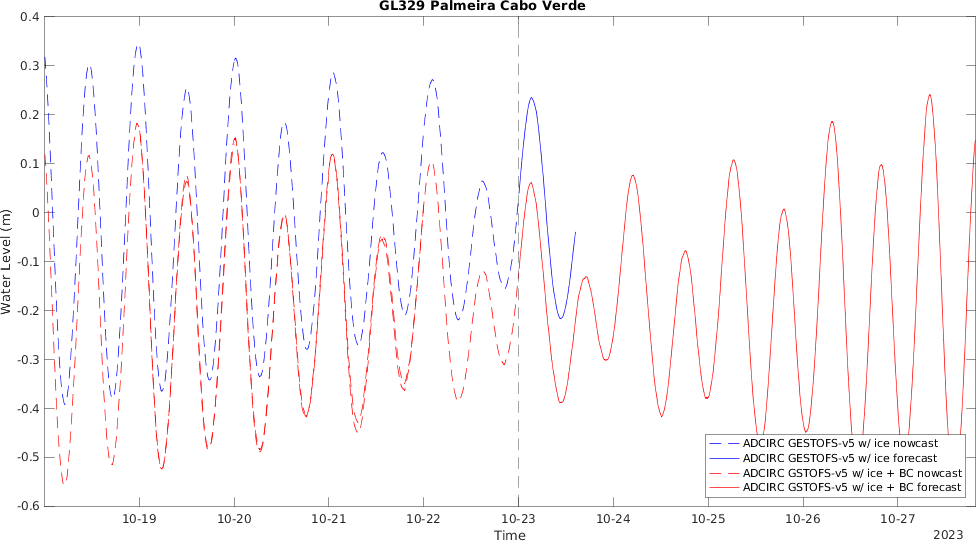 GL329 Palmeira Cabo Verde
0.4
0.3
0.2
0.1
0
-0.1
-0.2
-0.3
-0.4
-0.5
-0.6
Water Level (m)
ADCIRC GESTOFS-v5 w/ ice nowcast
ADCIRC GESTOFS-v5 w/ ice forecast
ADCIRC GSTOFS-v5 w/ ice + BC nowcast
ADCIRC GSTOFS-v5 w/ ice + BC forecast
10-19 10-20 10-21 10-22 10-23 10-24 10-25 10-26 10-27
Time
2023